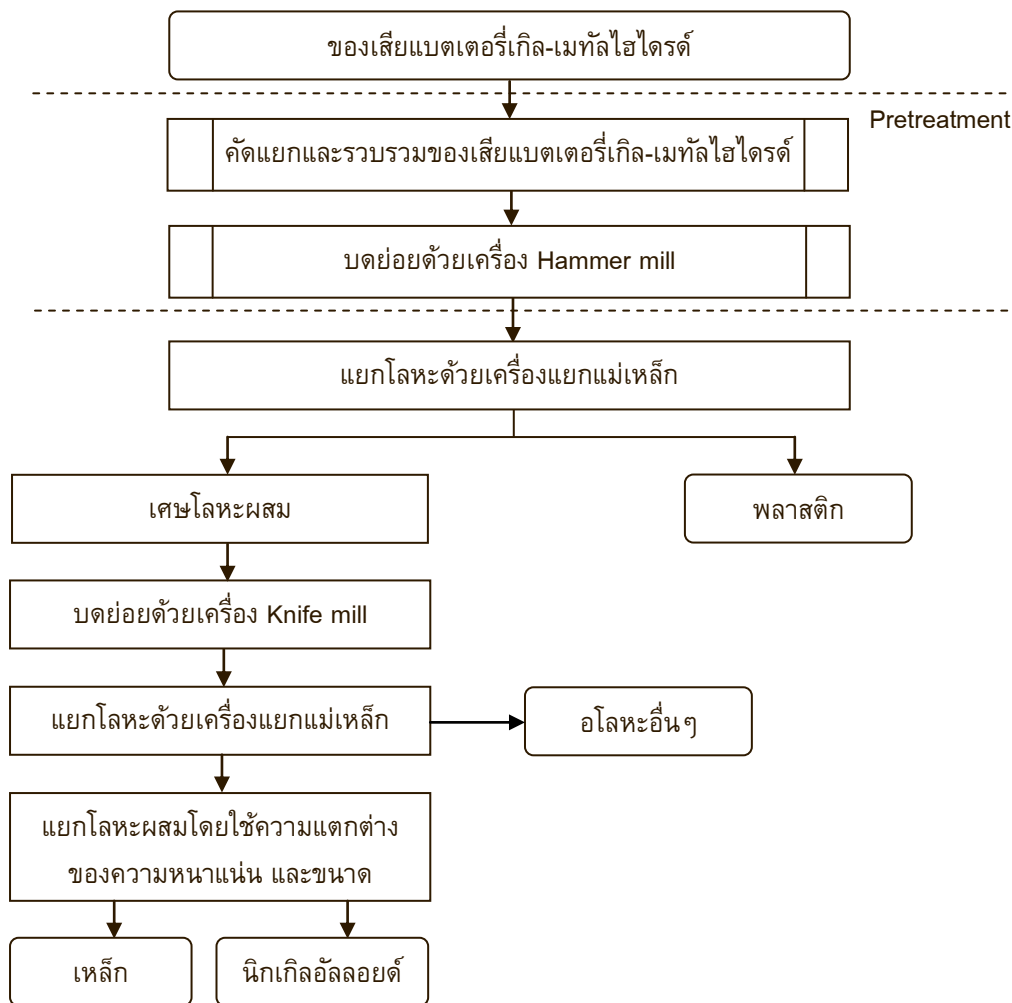 ของเสียแบตเตอรี่เกิล-เมทัลไฮไดรด์
Pretreatment
คัดแยกและรวบรวมของเสียแบตเตอรี่เกิล-เมทัลไฮไดรด์
บดย่อยด้วยเครื่อง Hammer mill
แยกโลหะด้วยเครื่องแยกแม่เหล็ก
เศษโลหะผสม
พลาสติก
บดย่อยด้วยเครื่อง Knife mill
แยกโลหะด้วยเครื่องแยกแม่เหล็ก
อโลหะอื่นๆ
แยกโลหะผสมโดยใช้ความแตกต่าง
ของความหนาแน่น และขนาด
เหล็ก
นิกเกิลอัลลอยด์